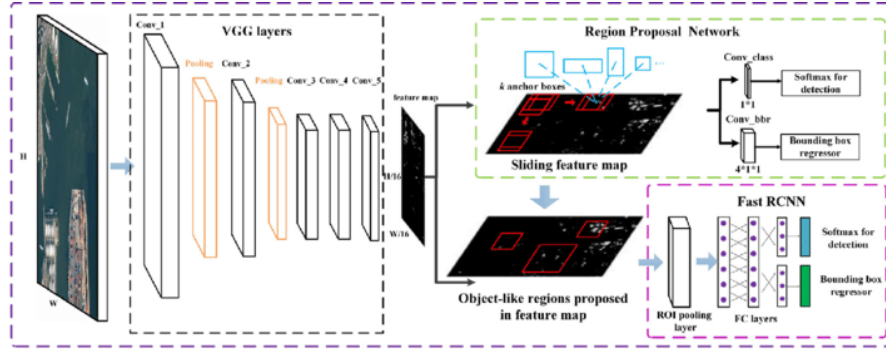 VGG layers
Conv_1
Pooling
Conv_2
Pooling
Conv_3
Conv_4
Conv_5
H
W
feature map
H/16
W/16
Region Proposal Network
k anchor boxes
...
Sliding feature map
Conv_class
1*1
Softmax for
detection
Conv_bbr
4*1*1
Bounding box
regressor
Object-like regions proposed
in feature map
Fast RCNN
ROI pooling
layer
FC layers
Softmax for
detection
Bounding box
regressor